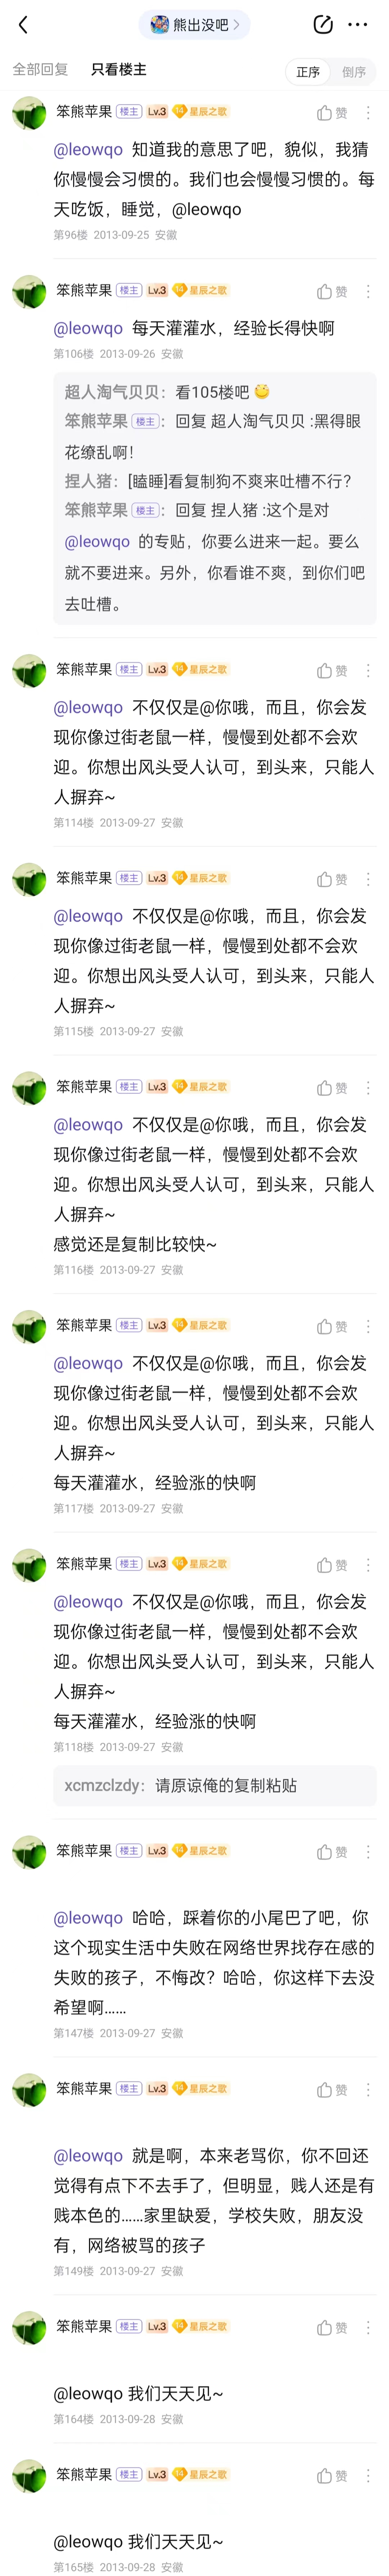 熊出没吧
全部回复 只看楼主 正序 倒序
笨熊苹果 楼主 Lv.3 14 星辰之歌 赞
@leowqo 知道我的意思了吧，貌似，我猜
你慢慢会习惯的。我们也会慢慢习惯的。每
天吃饭，睡觉，@leowqo
第96楼 2013-09-25 安徽
笨熊苹果 楼主 Lv.3 14 星辰之歌 赞
@leowqo 每天灌灌水，经验长得快啊
第106楼 2013-09-26 安徽
超人淘气贝贝：看105楼吧
笨熊苹果 楼主：回复 超人淘气贝贝 :黑得眼
花缭乱啊！
捏人猪：[瞌睡]看复制狗不爽来吐槽不行？
笨熊苹果 楼主：回复 捏人猪 :这个是对
@leowqo 的专贴，你要么进来一起。要么
就不要进来。另外，你看谁不爽，到你们吧
去吐槽。
笨熊苹果 楼主 Lv.3 14 星辰之歌 赞
@leowqo 不仅仅是@你哦，而且，你会发
现你像过街老鼠一样，慢慢到处都不会欢
迎。你想出风头受人认可，到头来，只能人
人摒弃~
第114楼 2013-09-27 安徽
笨熊苹果 楼主 Lv.3 14 星辰之歌 赞
@leowqo 不仅仅是@你哦，而且，你会发
现你像过街老鼠一样，慢慢到处都不会欢
迎。你想出风头受人认可，到头来，只能人
人摒弃~
第115楼 2013-09-27 安徽
笨熊苹果 楼主 Lv.3 14 星辰之歌 赞
@leowqo 不仅仅是@你哦，而且，你会发
现你像过街老鼠一样，慢慢到处都不会欢
迎。你想出风头受人认可，到头来，只能人
人摒弃~
感觉还是复制比较快~
第116楼 2013-09-27 安徽
笨熊苹果 楼主 Lv.3 14 星辰之歌 赞
@leowqo 不仅仅是@你哦，而且，你会发
现你像过街老鼠一样，慢慢到处都不会欢
迎。你想出风头受人认可，到头来，只能人
人摒弃~
每天灌灌水，经验涨的快啊
第117楼 2013-09-27 安徽
笨熊苹果 楼主 Lv.3 14 星辰之歌 赞
@leowqo 不仅仅是@你哦，而且，你会发
现你像过街老鼠一样，慢慢到处都不会欢
迎。你想出风头受人认可，到头来，只能人
人摒弃~
每天灌灌水，经验涨的快啊
第118楼 2013-09-27 安徽
xcmzclzdy：请原谅俺的复制粘贴
笨熊苹果 楼主 Lv.3 14 星辰之歌 赞
@leowqo 哈哈，踩着你的小尾巴了吧，你
这个现实生活中失败在网络世界找存在感的
失败的孩子，不悔改？哈哈，你这样下去没
希望啊……
第147楼 2013-09-27 安徽
笨熊苹果 楼主 Lv.3 14 星辰之歌 赞
@leowqo 就是啊，本来老骂你，你不回还
觉得有点下不去手了，但明显，贱人还是有
贱本色的……家里缺爱，学校失败，朋友没
有，网络被骂的孩子
第149楼 2013-09-27 安徽
笨熊苹果 楼主 Lv.3 14 星辰之歌 赞
@leowqo 我们天天见~
第164楼 2013-09-28 安徽
笨熊苹果 楼主 Lv.3 14 星辰之歌 赞
@leowqo 我们天天见~
第165楼 2013-09-28 安徽